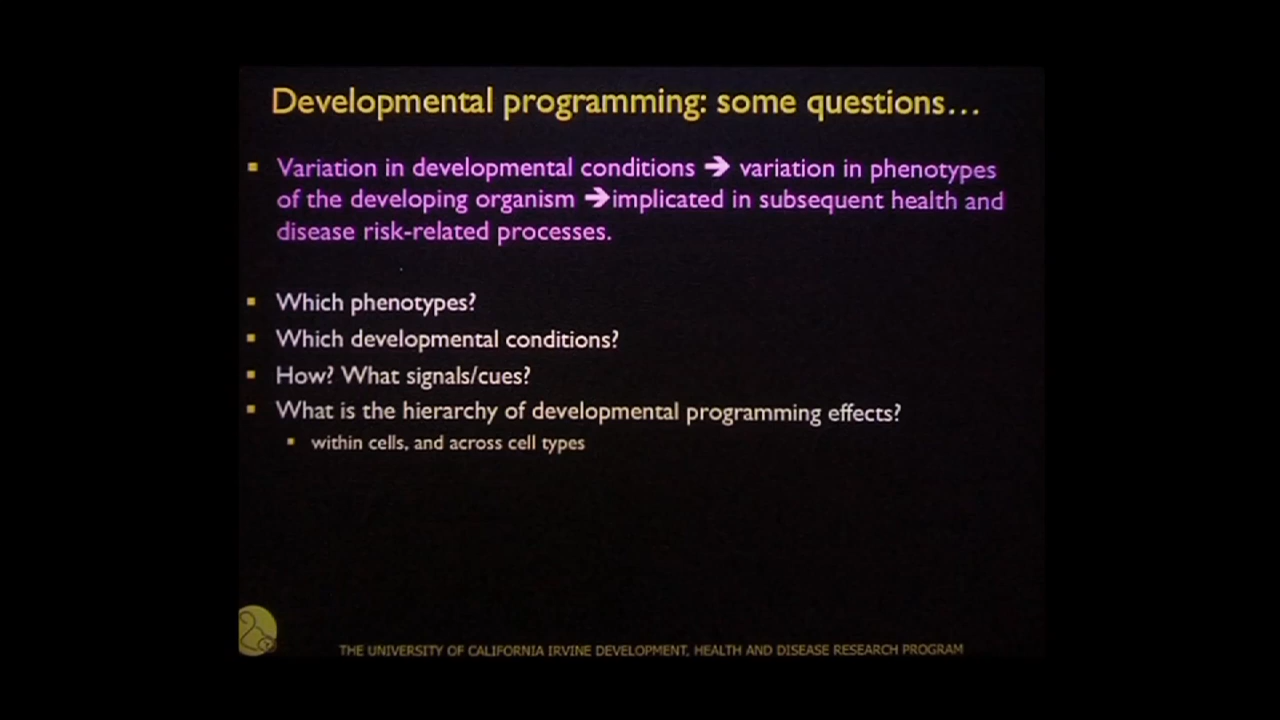 Developmental programming: some questions…
▪ Variation in developmental conditions ➔ variation in phenotypes
of the developing organism ➔implicated in subsequent health and
disease risk-related processes.
▪ Which phenotypes?
▪ Which developmental conditions?
▪ How? What signals/cues?
▪ What is the hierarchy of developmental programming effects?
▪ within cells, and across cell types
THE UNIVERSITY OF CALIFORNIA IRVINE DEVELOPMENT, HEALTH AND DISEASE RESEARCH PROGRAM